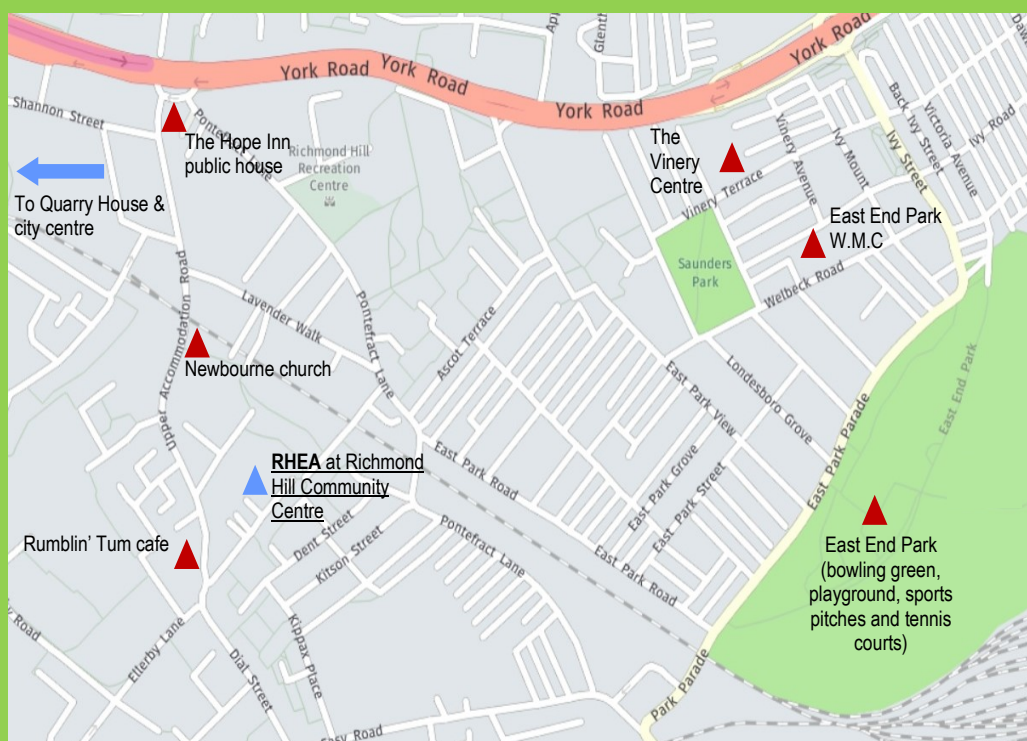 York Road
York Road
York Road
York Road
Shannon Street
Pontefract Lane
The Hope Inn
public house
Richmond Hill
Recreation
Centre
Glenth
The
Vinery
Centre
Vinery Avenue
Ivy Mount
Back Ivy Street
Victoria Avenue
Ivy Road
Daw
Ivy Street
Vinery Terrace
To Quarry House &
city centre
East End Park
W.M.C
Saunders
Park
Welbeck Road
Upper Accommodation Road
Lavender Walk
Pontefract Lane
Ascot Terrace
Newbourne church
East Park View
Londesboro Grove
East Park Parade
East End Park
RHEA at Richmond
Hill Community
Centre
East Park Road
East Park Grove
East Park Street
Dent Street
Kitson Street
Pontefract Lane
East Park Road
Rumblin' Tum cafe
East End Park
(bowling green,
playground, sports
pitches and tennis
courts)
Ellerby Lane
Dial Street
Kippax Place
Park Parade
Road